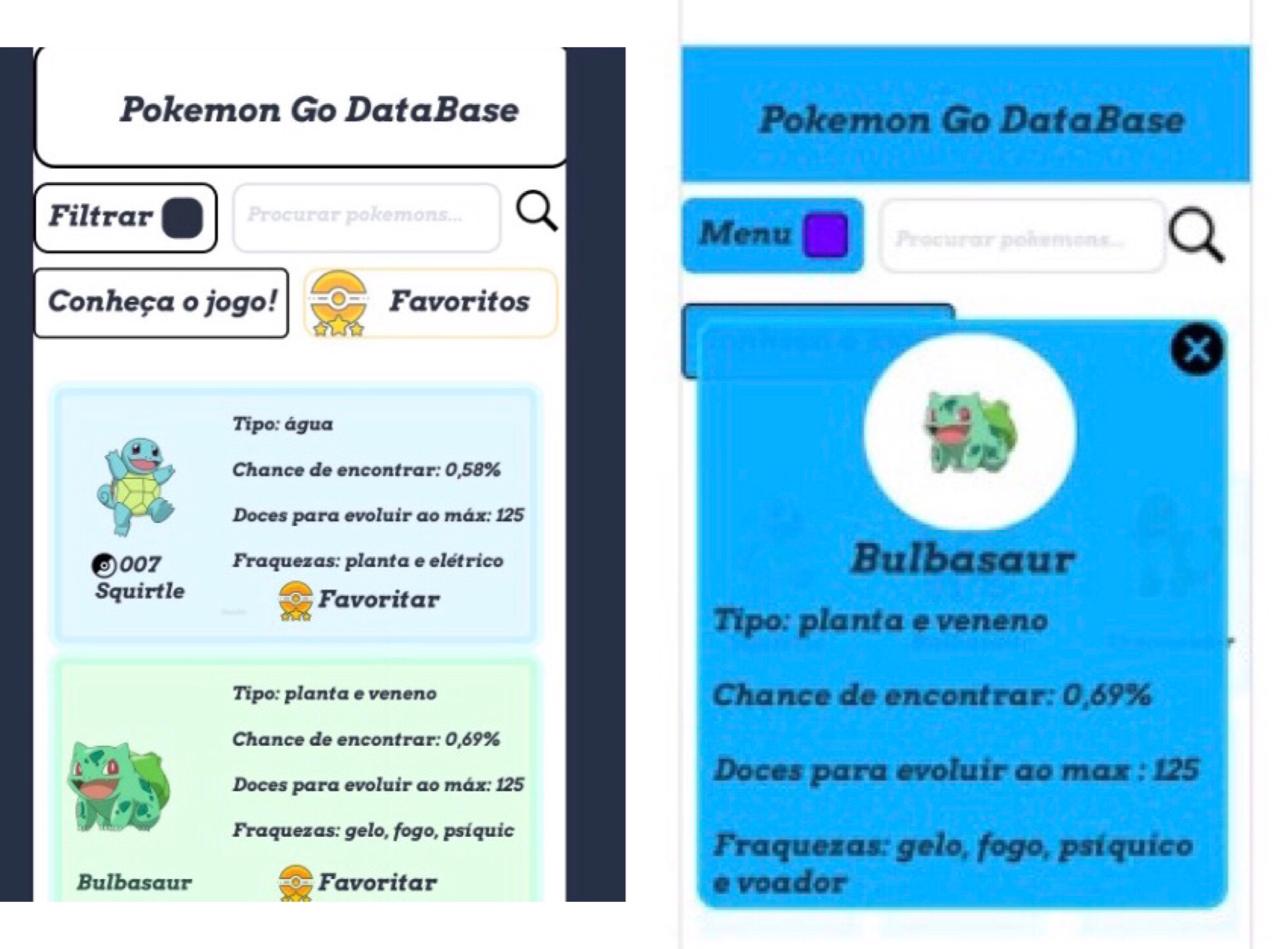 Pokemon Go DataBase
Filtrar
Procurar pokemons...
Conheça o jogo!
Favoritos
Tipo: água
Chance de encontrar: 0,58%
Doces para evoluir ao máx: 125
Fraquezas: planta e elétrico
007
Squirtle
Favoritar
Tipo: planta e veneno
Chance de encontrar: 0,69%
Doces para evoluir ao máx: 125
Fraquezas: gelo, fogo, psíquic
Bulbasaur
Favoritar
Pokemon Go DataBase
Menu
Procurar pokemons...
Bulbasaur
Tipo: planta e veneno
Chance de encontrar: 0,69%
Doces para evoluir ao max : 125
Fraquezas: gelo, fogo, psíquico
e voador